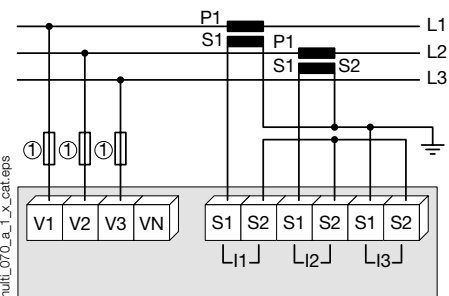 P1
L1
S1
P1
L2
S1
S2
L3
① ① ①
V1 V2 V3 VN
S1 S2 S1 S2 S1 S2
I1 I2 I3
multi_070_a_1_x_cat.eps